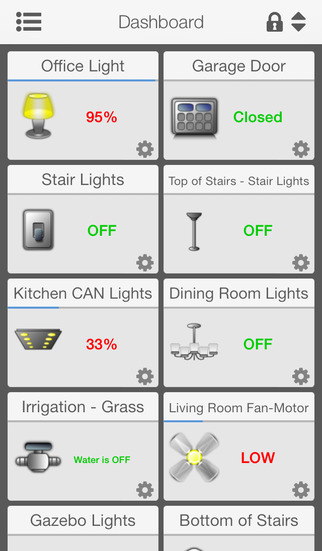 Dashboard
Office Light
95%
Garage Door
Closed
Stair Lights
OFF
Top of Stairs - Stair Lights
OFF
Kitchen CAN Lights
33%
Dining Room Lights
OFF
Irrigation - Grass
Water is OFF
Living Room Fan-Motor
LOW
Gazebo Lights
Bottom of Stairs